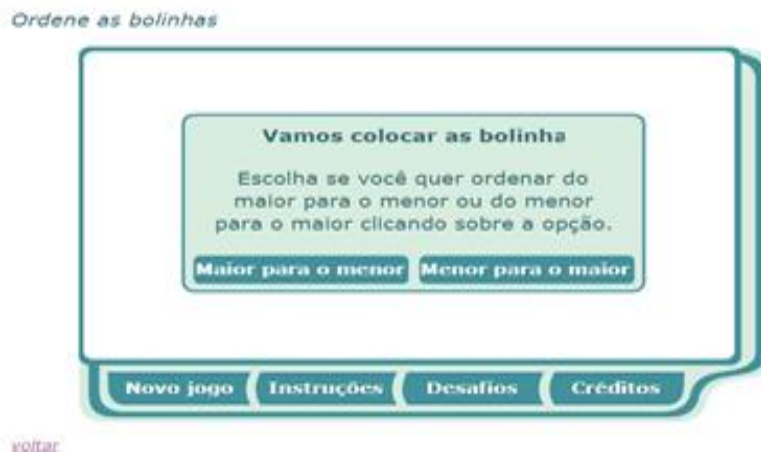 Ordene as bolinhas
Vamos colocar as bolinha
Escolha se você quer ordenar do
maior para o menor ou do menor
para o maior clicando sobre a opção.
Maior para o menor Menor para o maior
Novo jogo Instruções Desafios Créditos
voltar